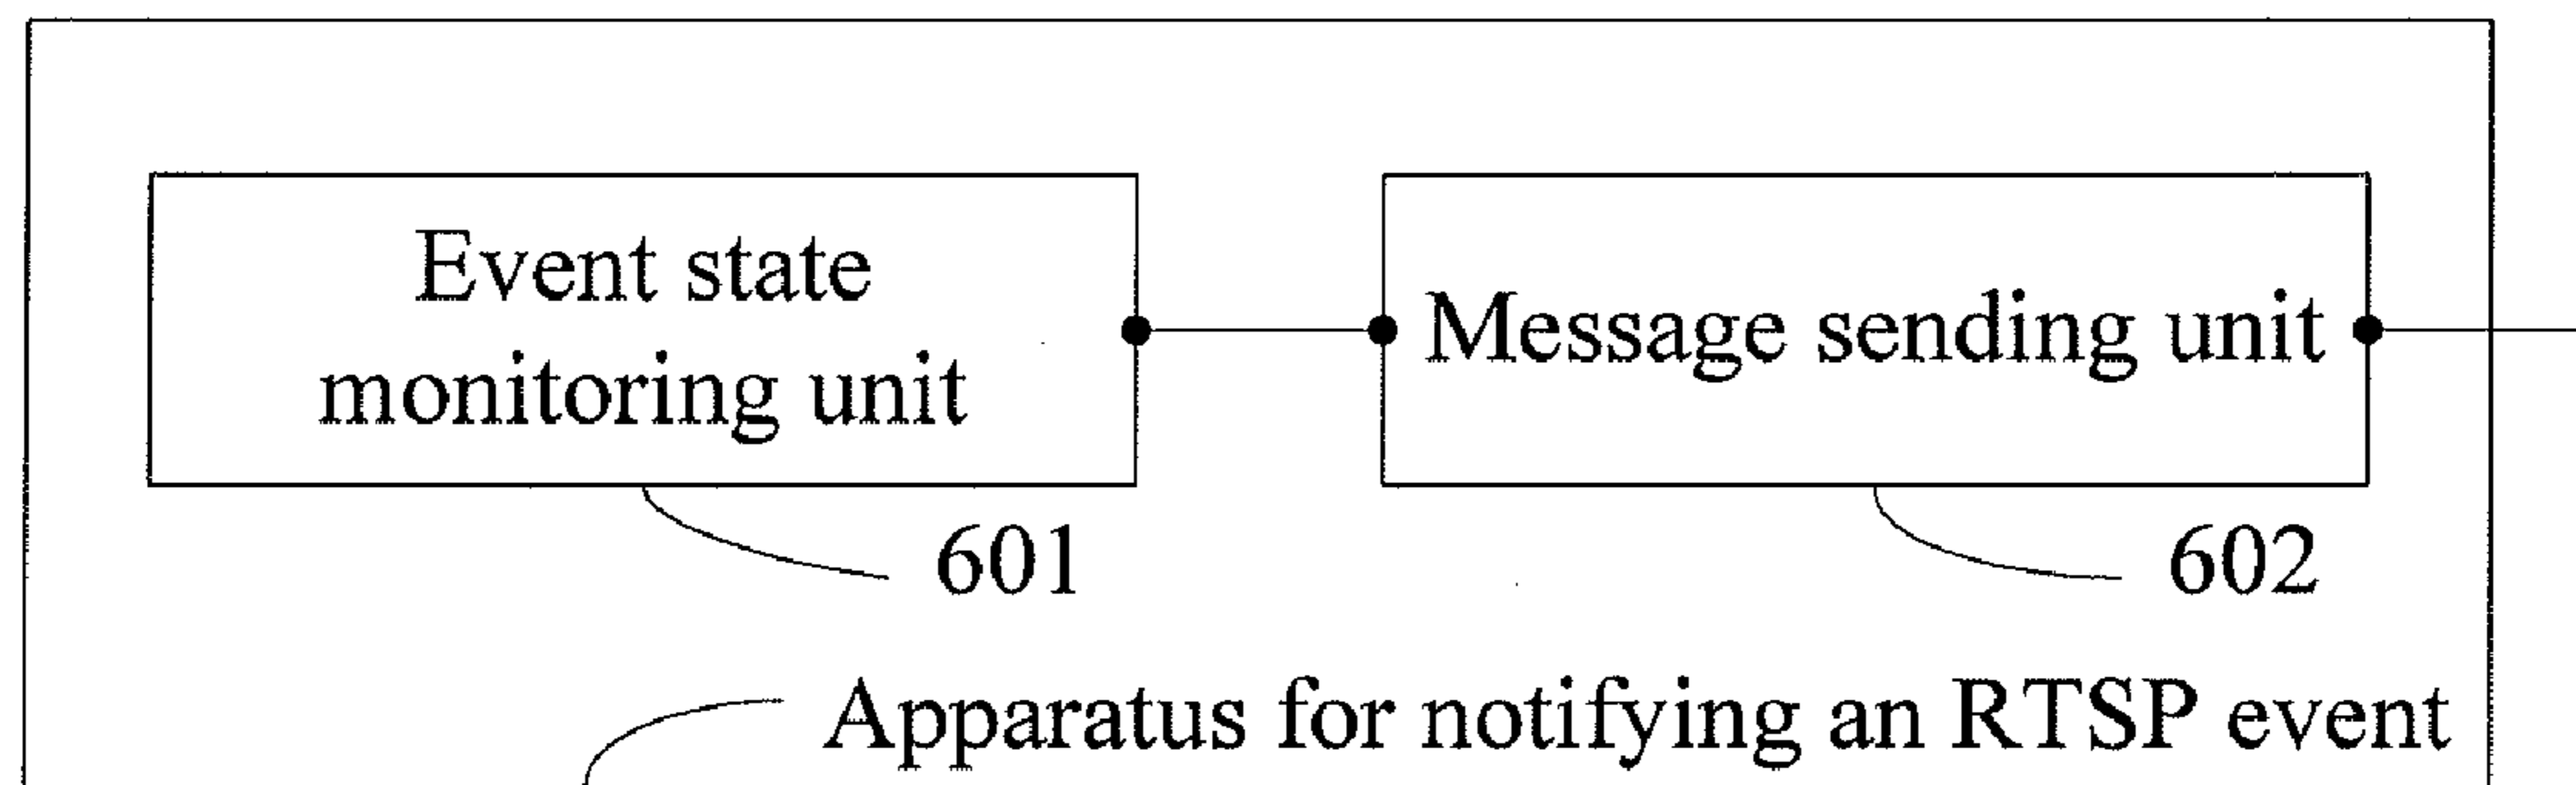 Event state
monitoring unit
Message sending unit
601
602
Apparatus for notifying an RTSP event